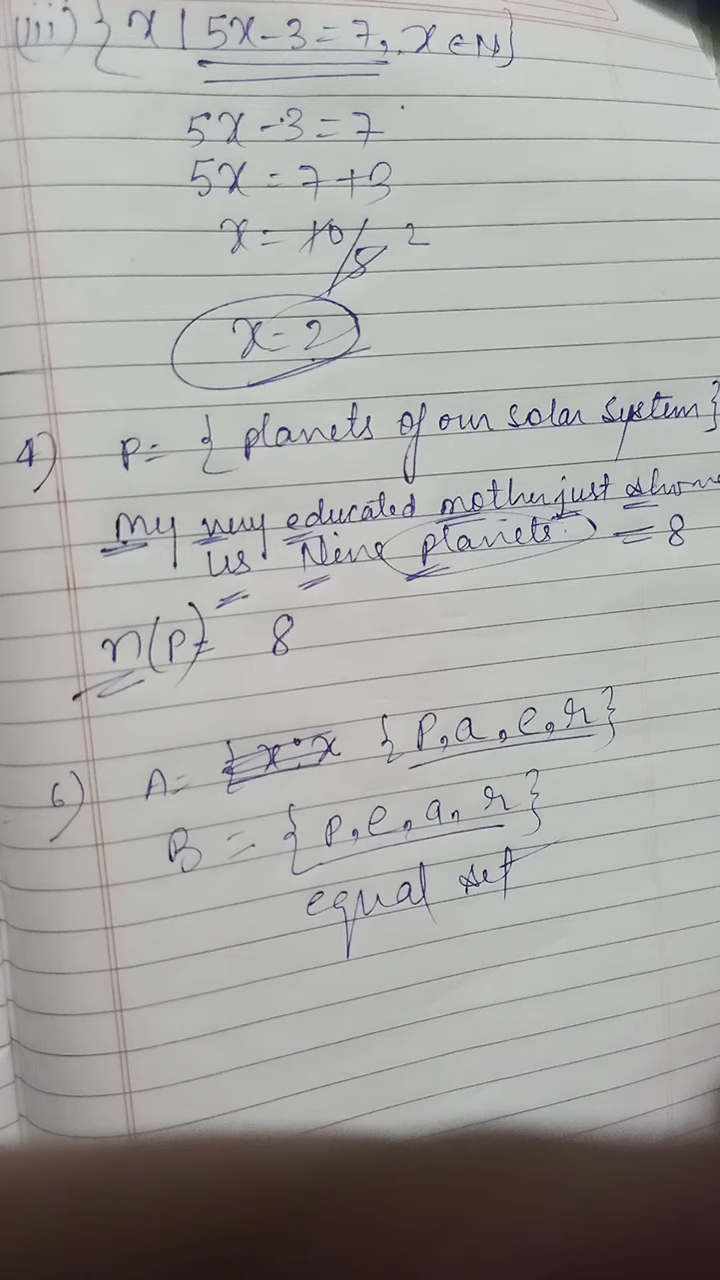 (iii) { x | 5x-3=7, x∈N}
5x-3=7
5x=7+3
x=10/5 2
x=2
4) P= { planets of our solar system}
my very educated mother just shows
us Nine planets. = 8
n(P)= 8
6) A= {x:x { P, a, e, r}
B = {P, e, a, r}
equal set